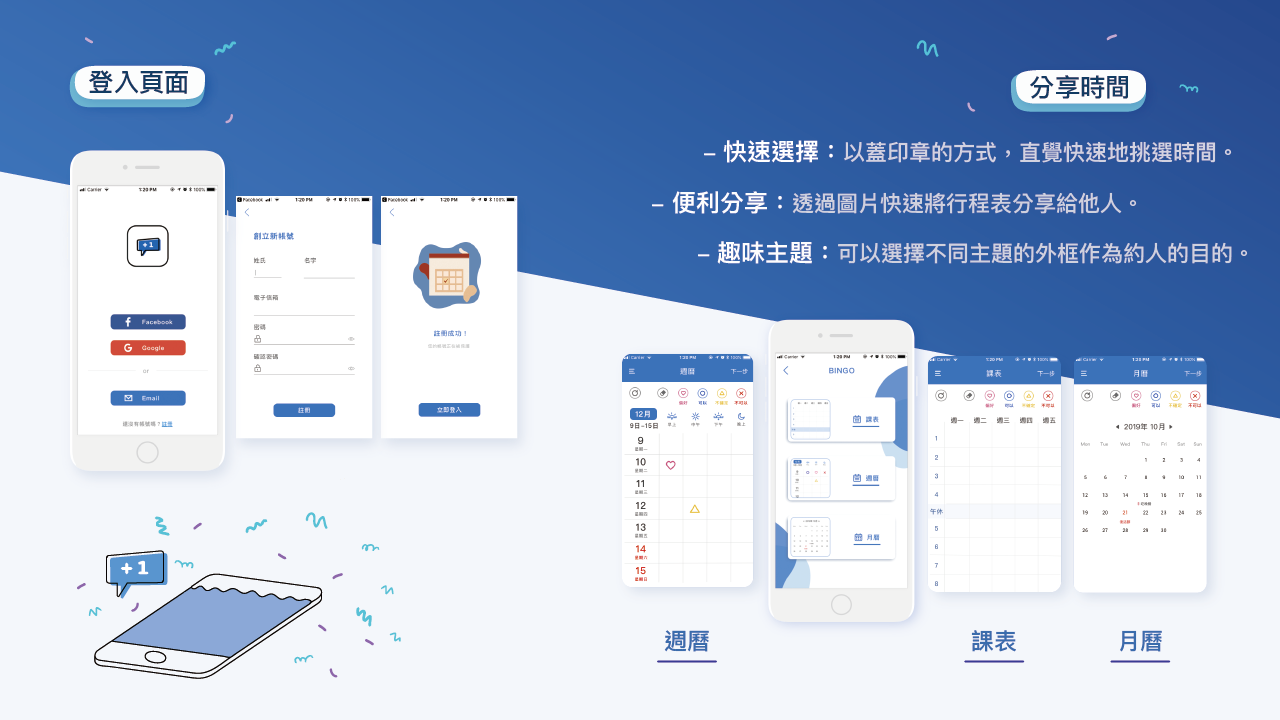 登入頁面
Carrier 1:20 PM 100%
+1
Facebook
Google
or
Email
還沒有帳號嗎？註冊
Facebook 1:20 PM 100%
創立新帳號
姓氏 名字
電子信箱
密碼
確認密碼
註冊
Facebook 1:20 PM 100%
註冊成功！
立即登入
+1
分享時間
– 快速選擇：以蓋印章的方式，直覺快速地挑選時間。
– 便利分享：透過圖片快速將行程表分享給他人。
– 趣味主題：可以選擇不同主題的外框作為約人的目的。
Carrier 1:20 PM 100%
週曆 下一步
偏好 可以 不確定 不可以
12月
9日~15日
早上 中午 下午 晚上
9
星期一
10
星期二
11
星期三
12
星期四
13
星期五
14
星期六
15
星期日
週曆
Carrier 1:20 PM 100%
BINGO
課表
週曆
月曆
Carrier 1:20 PM 100%
課表 下一步
偏好 可以 不確定 不可以
週一 週二 週三 週四 週五
1
2
3
4
午休
5
6
7
8
課表
Carrier 1:20 PM 100%
月曆 下一步
偏好 可以 不確定 不可以
2019年 10月
Mon Tue Wed Thu Fri Sat Sun
1 2 3 4
5 6 7 8 9 10 11
12 13 14 15 16 17 18
19 20 21 22 23 24 25
26 27 28 29 30
月曆